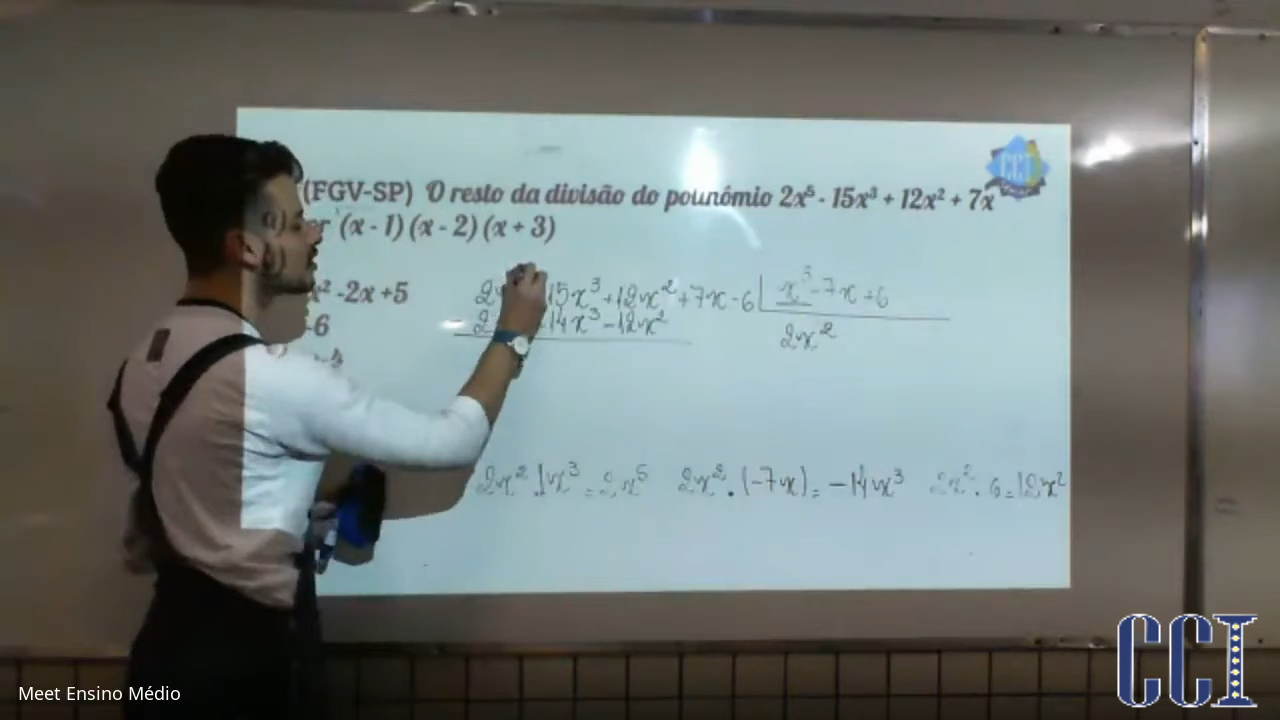 CCI
(FGV-SP) O resto da divisão do polinómio 2x⁵ - 15x³ + 12x² + 7x
(x - 1) (x - 2) (x + 3)
x² -2x +5
-6
15x³ +12x² +7x -6 x³ -7x +6
-14x³ -12x² 2x²
2x² . 1x³ = 2x⁵ 2x² . (-7x) = -14x³ 2x² . 6 = 12x²
CCI
Meet Ensino Médio